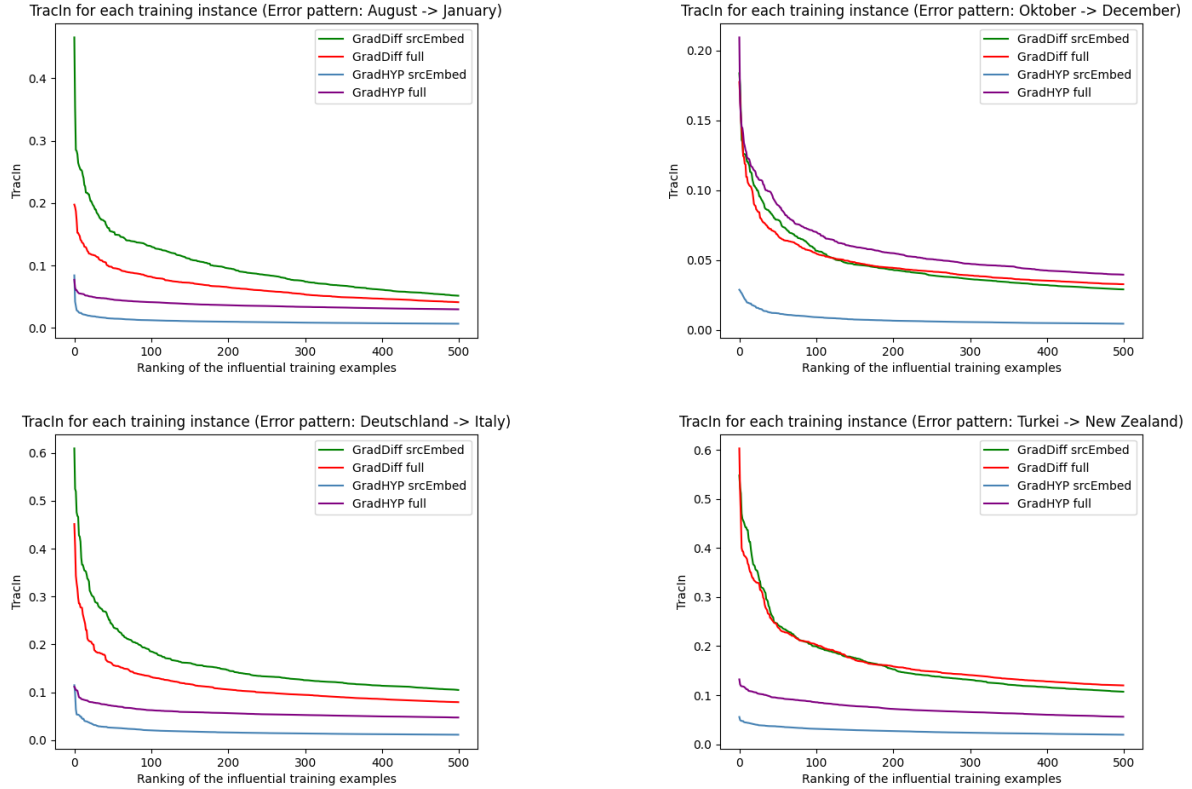 TracIn for each training instance (Error pattern: August -> January)
0.4
0.3
0.2
0.1
0.0
TracIn
GradDiff srcEmbed
GradDiff full
GradHYP srcEmbed
GradHYP full
0 100 200 300 400 500
Ranking of the influential training examples
TracIn for each training instance (Error pattern: Oktober -> December)
0.20
0.15
0.10
0.05
0.00
TracIn
GradDiff srcEmbed
GradDiff full
GradHYP srcEmbed
GradHYP full
0 100 200 300 400 500
Ranking of the influential training examples
TracIn for each training instance (Error pattern: Deutschland -> Italy)
0.6
0.5
0.4
0.3
0.2
0.1
0.0
TracIn
GradDiff srcEmbed
GradDiff full
GradHYP srcEmbed
GradHYP full
0 100 200 300 400 500
Ranking of the influential training examples
TracIn for each training instance (Error pattern: Turkei -> New Zealand)
0.6
0.5
0.4
0.3
0.2
0.1
0.0
TracIn
GradDiff srcEmbed
GradDiff full
GradHYP srcEmbed
GradHYP full
0 100 200 300 400 500
Ranking of the influential training examples